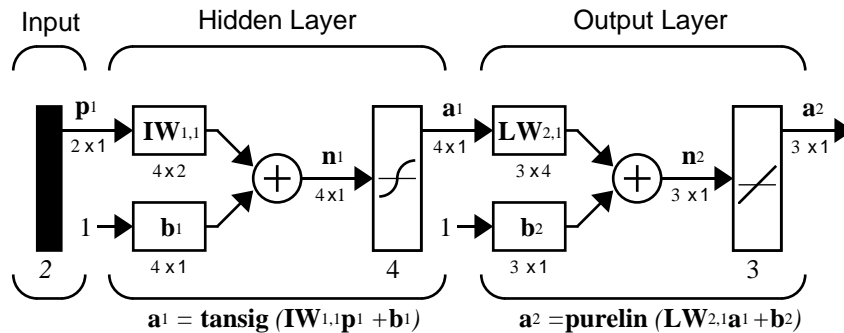 Input Hidden Layer Output Layer
p1 a1 a2
IW1,1 LW2,1
2 x 1 n1 4 x 1 n2 3 x 1
4 x 2 3 x 4
4 x 1 3 x 1
1 b1 1 b2
2 4 x 1 4 3 x 1 3
a1 = tansig (IW1,1p1 +b1) a2 =purelin (LW2,1a1+b2)